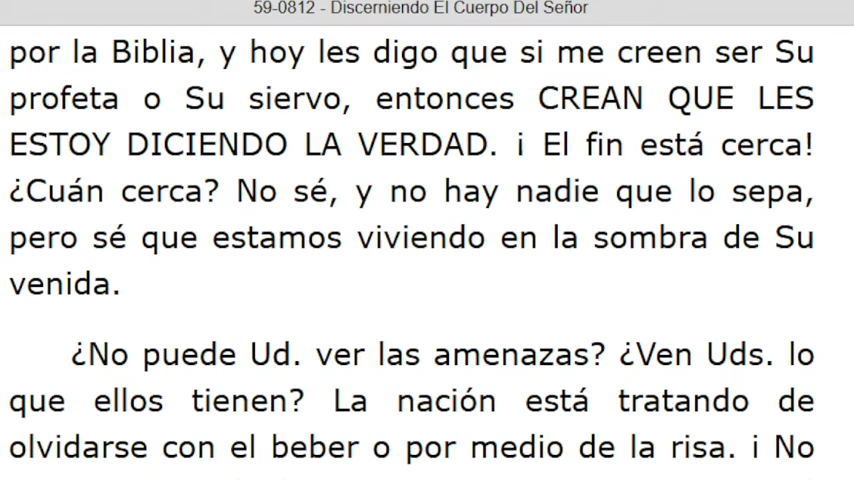 59-0812 - Discerniendo El Cuerpo Del Señor
por la Biblia, y hoy les digo que si me creen ser Su
profeta o Su siervo, entonces CREAN QUE LES
ESTOY DICIENDO LA VERDAD. ¡ El fin está cerca!
¿Cuán cerca? No sé, y no hay nadie que lo sepa,
pero sé que estamos viviendo en la sombra de Su
venida.
¿No puede Ud. ver las amenazas? ¿Ven Uds. lo
que ellos tienen? La nación está tratando de
olvidarse con el beber o por medio de la risa. ¡ No